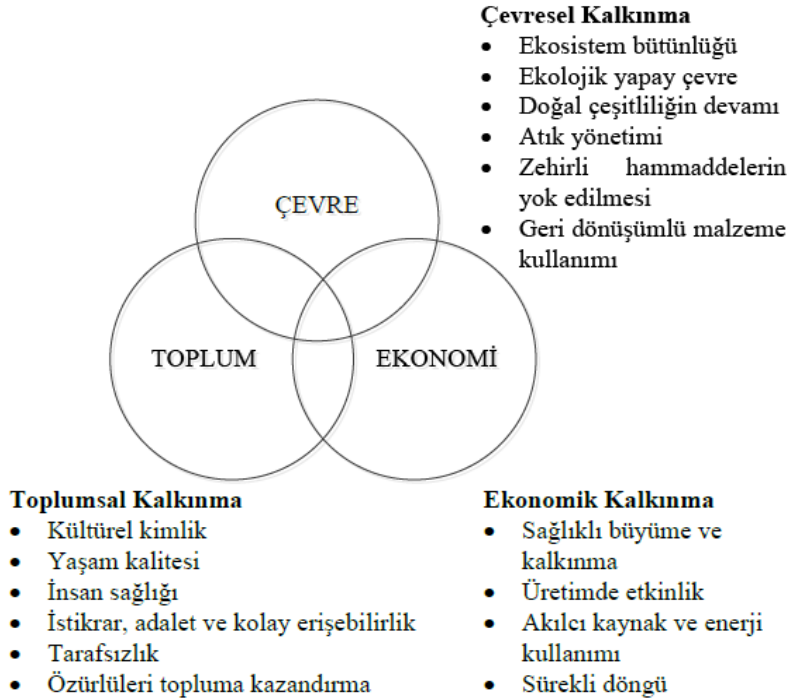 Çevresel Kalkınma
• Ekosistem bütünlüğü
• Ekolojik yapay çevre
• Doğal çeşitliliğin devamı
• Atık yönetimi
• Zehirli hammaddelerin
yok edilmesi
• Geri dönüşümlü malzeme
kullanımı
ÇEVRE
TOPLUM
EKONOMİ
Toplumsal Kalkınma
• Kültürel kimlik
• Yaşam kalitesi
• İnsan sağlığı
• İstikrar, adalet ve kolay erişebilirlik
• Tarafsızlık
• Özürlüleri topluma kazandırma
Ekonomik Kalkınma
• Sağlıklı büyüme ve
kalkınma
• Üretimde etkinlik
• Akılcı kaynak ve enerji
kullanımı
• Sürekli döngü